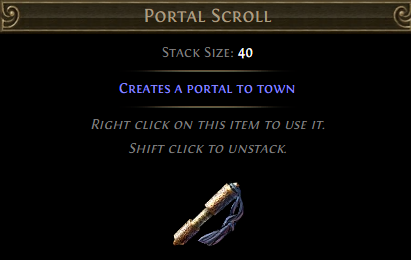 Portal Scroll
Stack Size: 40
Creates a portal to town
Right click on this item to use it.
Shift click to unstack.